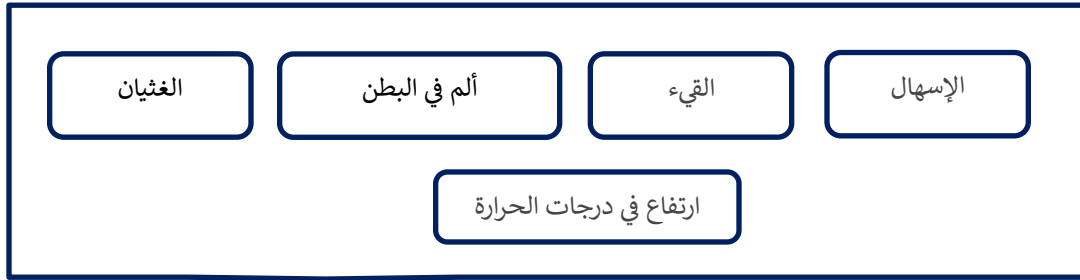 الإسهال
القيء
ألم في البطن
الغثيان
ارتفاع في درجات الحرارة